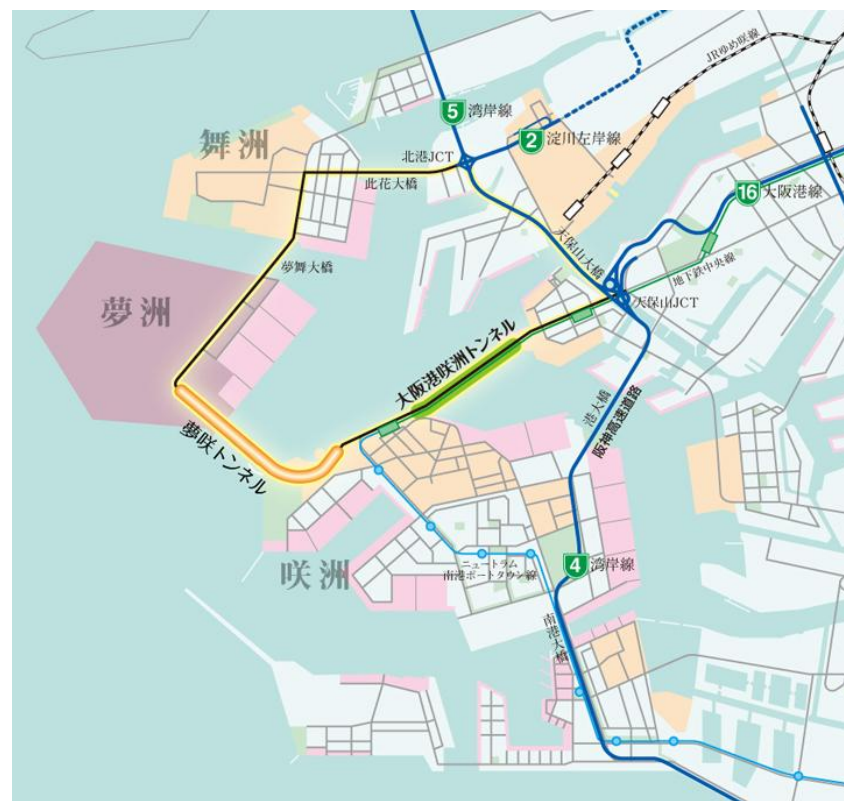 JRゆめ咲線
5
湾岸線
2
淀川左岸線
舞洲
北港JCT
此花大橋
16
大阪港線
天保山大橋
地下鉄中央線
夢舞大橋
天保山JCT
夢洲
大阪港咲洲トンネル
港大橋
阪神高速道路
夢咲トンネル
咲洲
ニュートラム
南港ポートタウン線
4
湾岸線
南港大橋